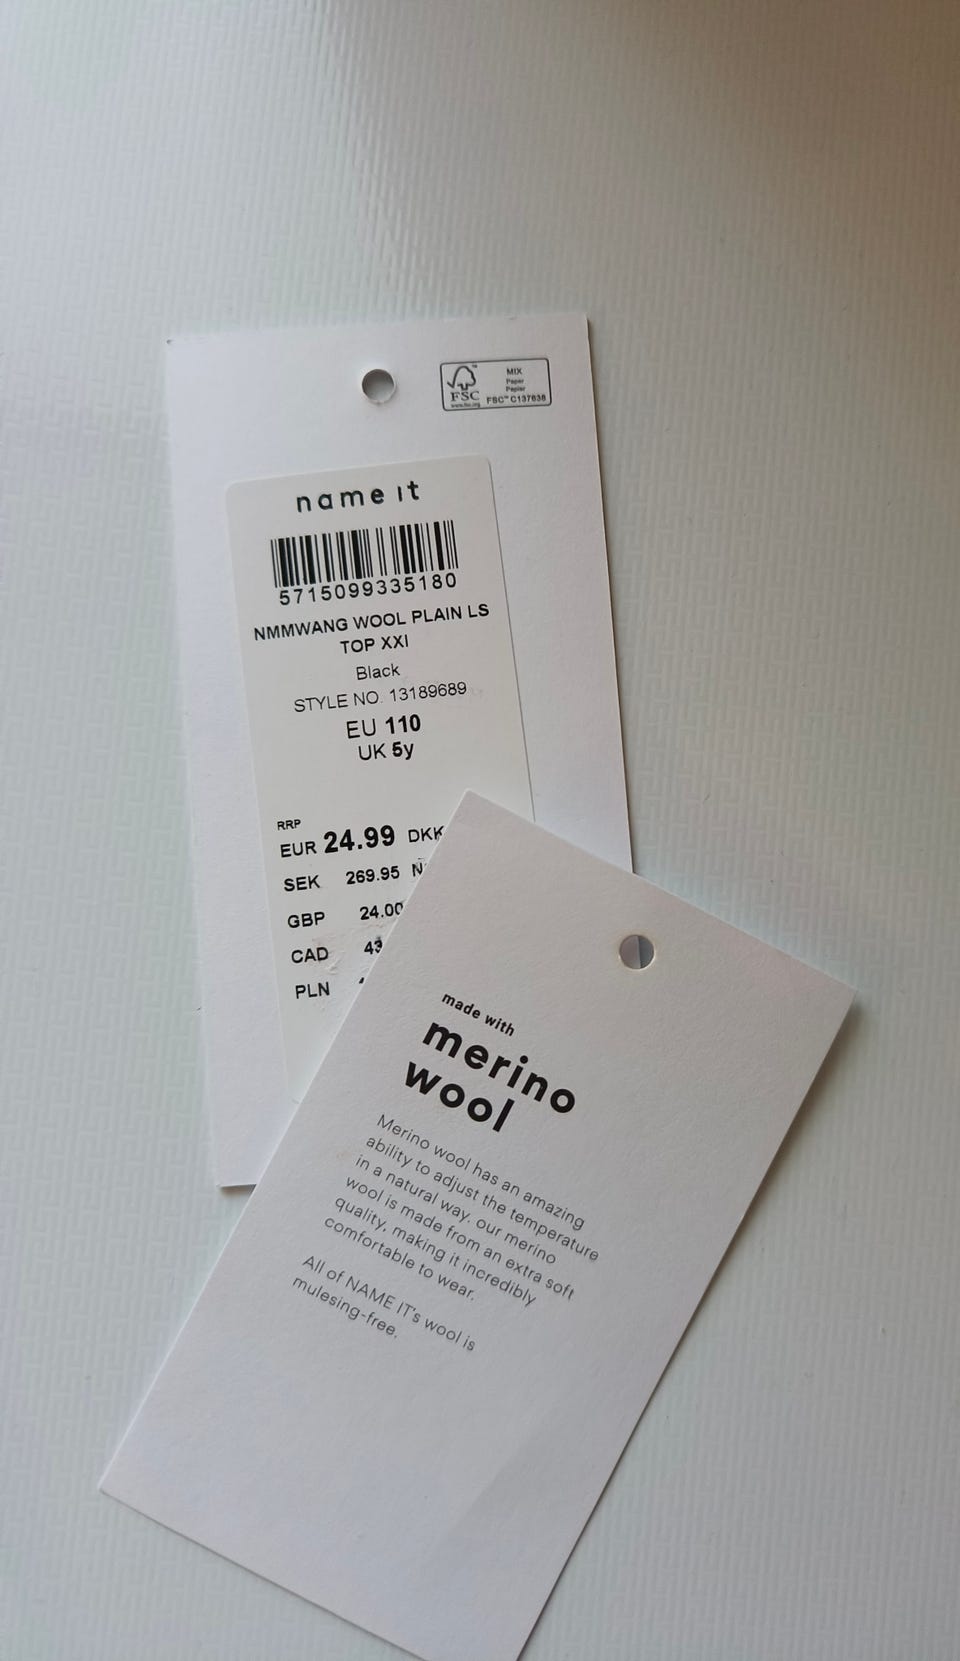 FSC
www.fsc.org
MIX
Paper
Papier
FSC™ C137638
name it
5715099335180
NMMWANG WOOL PLAIN LS
TOP XXI
Black
STYLE NO. 13189689
EU 110
UK 5y
RRP
EUR 24.99 DKK
SEK 269.95
GBP 24.00
CAD 43
PLN
made with
merino
wool
Merino wool has an amazing
ability to adjust the temperature
in a natural way. our merino
wool is made from an extra soft
quality, making it incredibly
comfortable to wear.
All of NAME IT's wool is
mulesing-free.